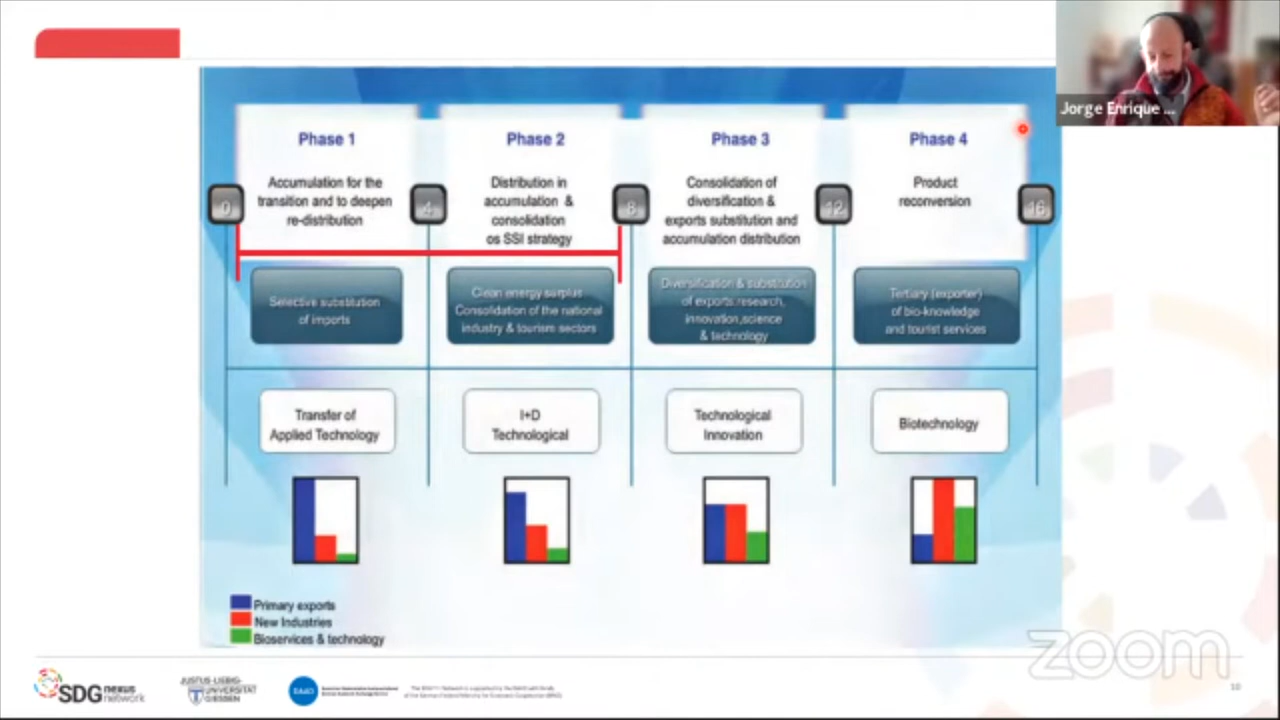 Jorge Enrique ...
Phase 1
Phase 2
Phase 3
Phase 4
Accumulation for the
transition and to deepen
re-distribution
Distribution in
accumulation &
consolidation
os SSI strategy
Consolidation of
diversification &
exports substitution and
accumulation distribution
Product
reconversion
0
4
8
12
16
Selective substitution
of imports
Clean energy surplus
Consolidation of the national
industry & tourism sectors
Diversification & substitution
of exports,research,
innovation,science
& technology
Tertiary (exporter)
of bio-knowledge
and tourist services
Transfer of
Applied Technology
I+D
Technological
Technological
Innovation
Biotechnology
Primary exports
New Industries
Bioservices & technology
zoom
SDG nexus
network
JUSTUS-LIEBIG-
UNIVERSITÄT
GIESSEN
DAAD
10